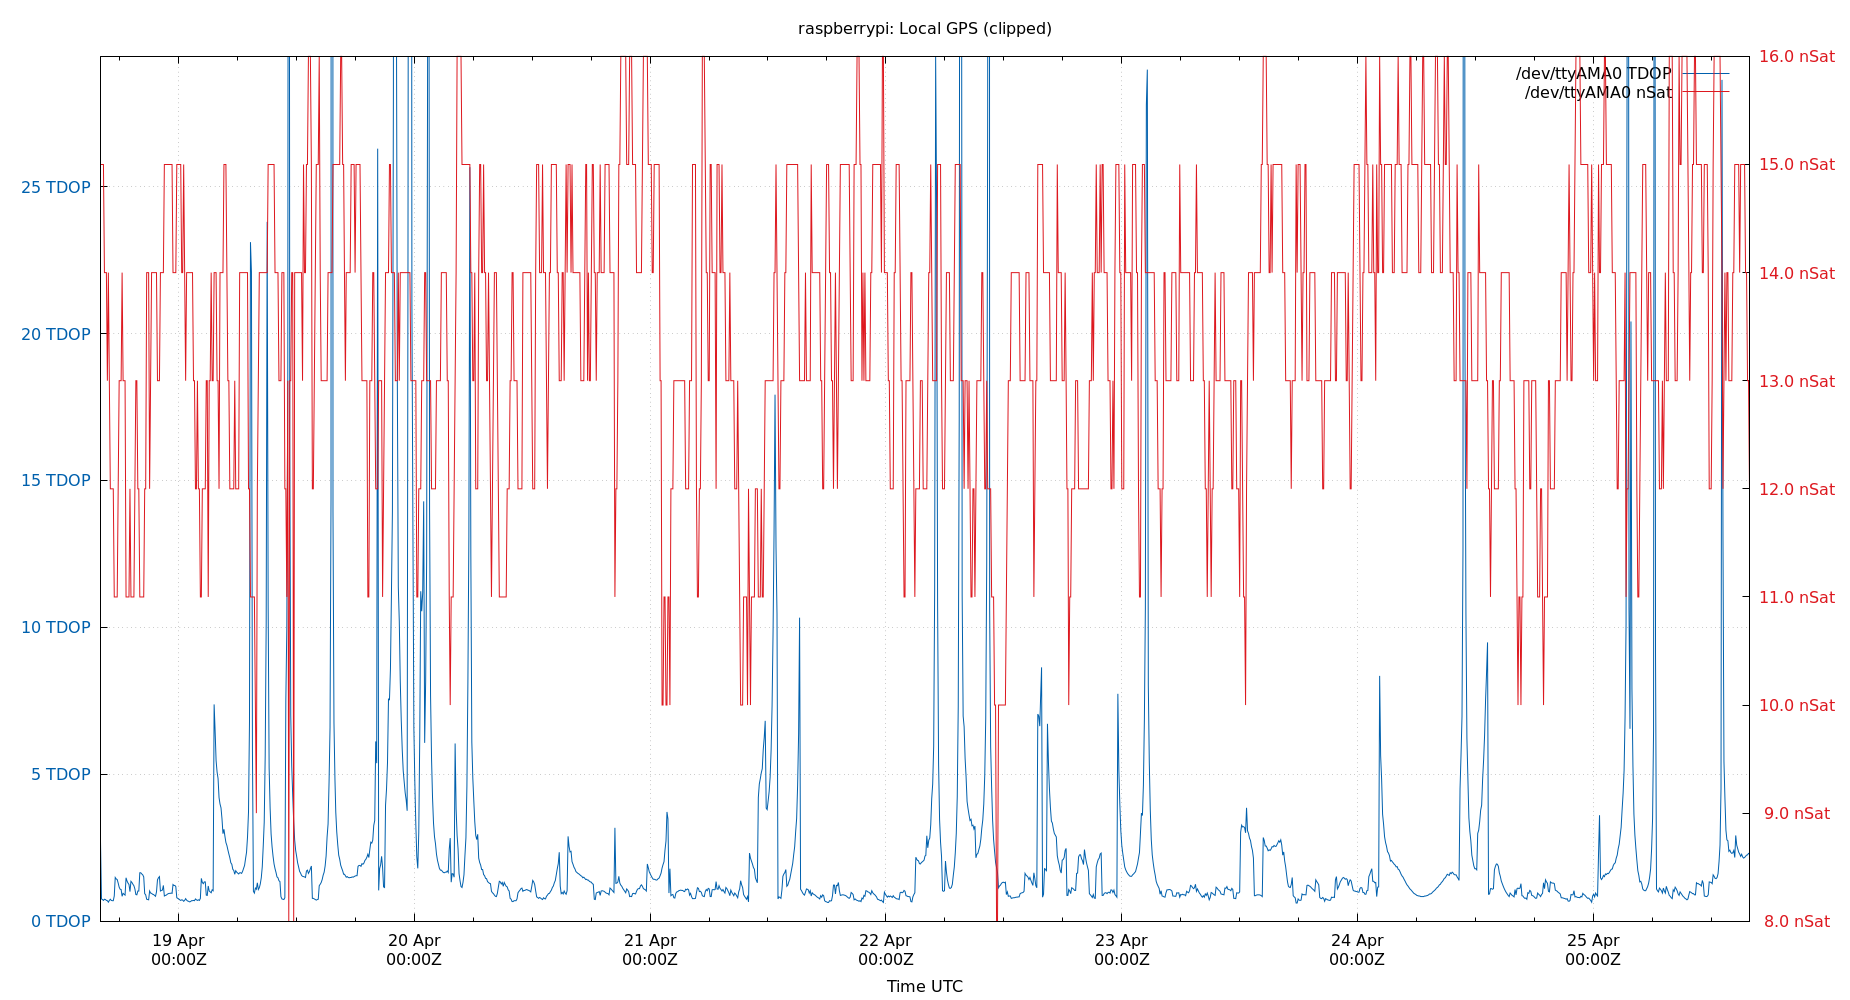 raspberrypi: Local GPS (clipped)
16.0 nSat
/dev/ttyAMA0 TDOP
/dev/ttyAMA0 nSat
15.0 nSat
25 TDOP
14.0 nSat
20 TDOP
13.0 nSat
15 TDOP
12.0 nSat
11.0 nSat
10 TDOP
10.0 nSat
5 TDOP
9.0 nSat
0 TDOP
8.0 nSat
19 Apr 20 Apr 21 Apr 22 Apr 23 Apr 24 Apr 25 Apr
00:00Z 00:00Z 00:00Z 00:00Z 00:00Z 00:00Z 00:00Z
Time UTC